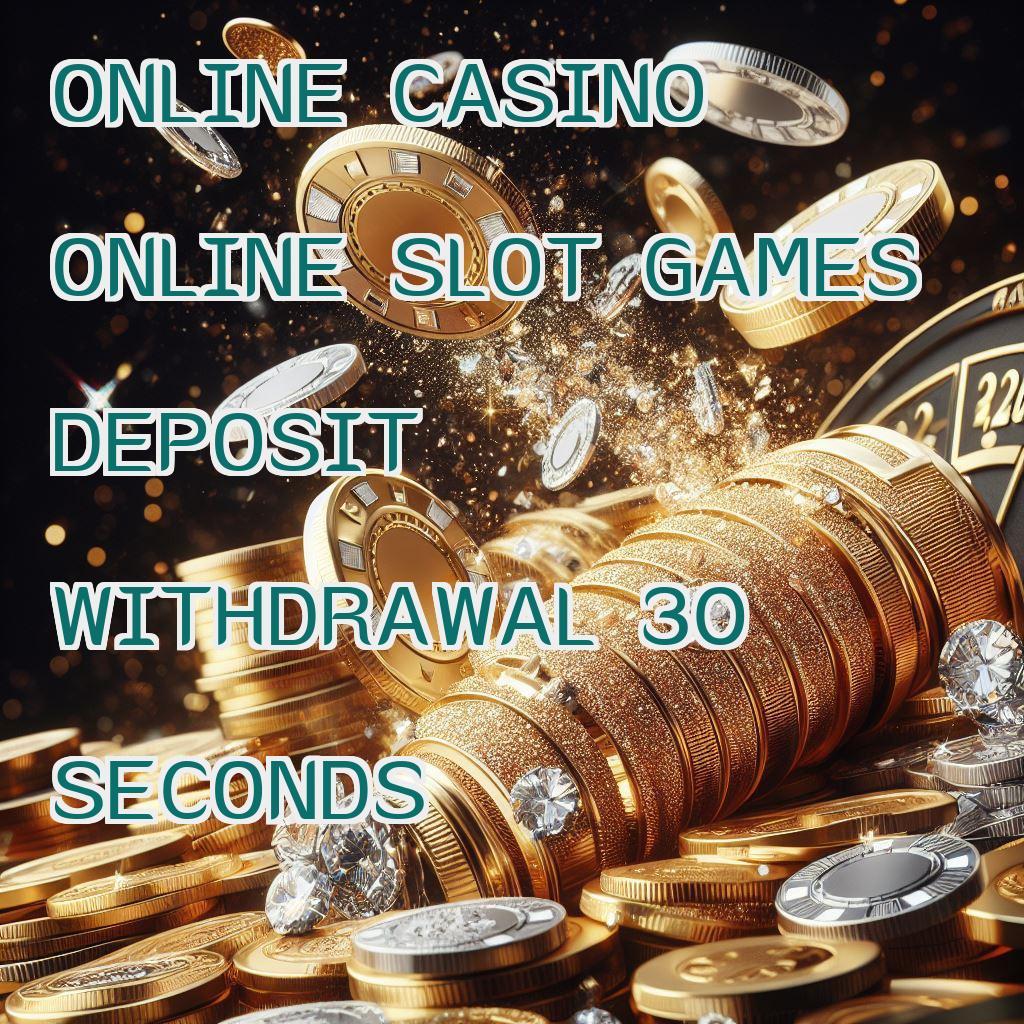 ONLINE CASINO
ONLINE SLOT GAMES
DEPOSIT
WITHDRAWAL 30
SECONDS